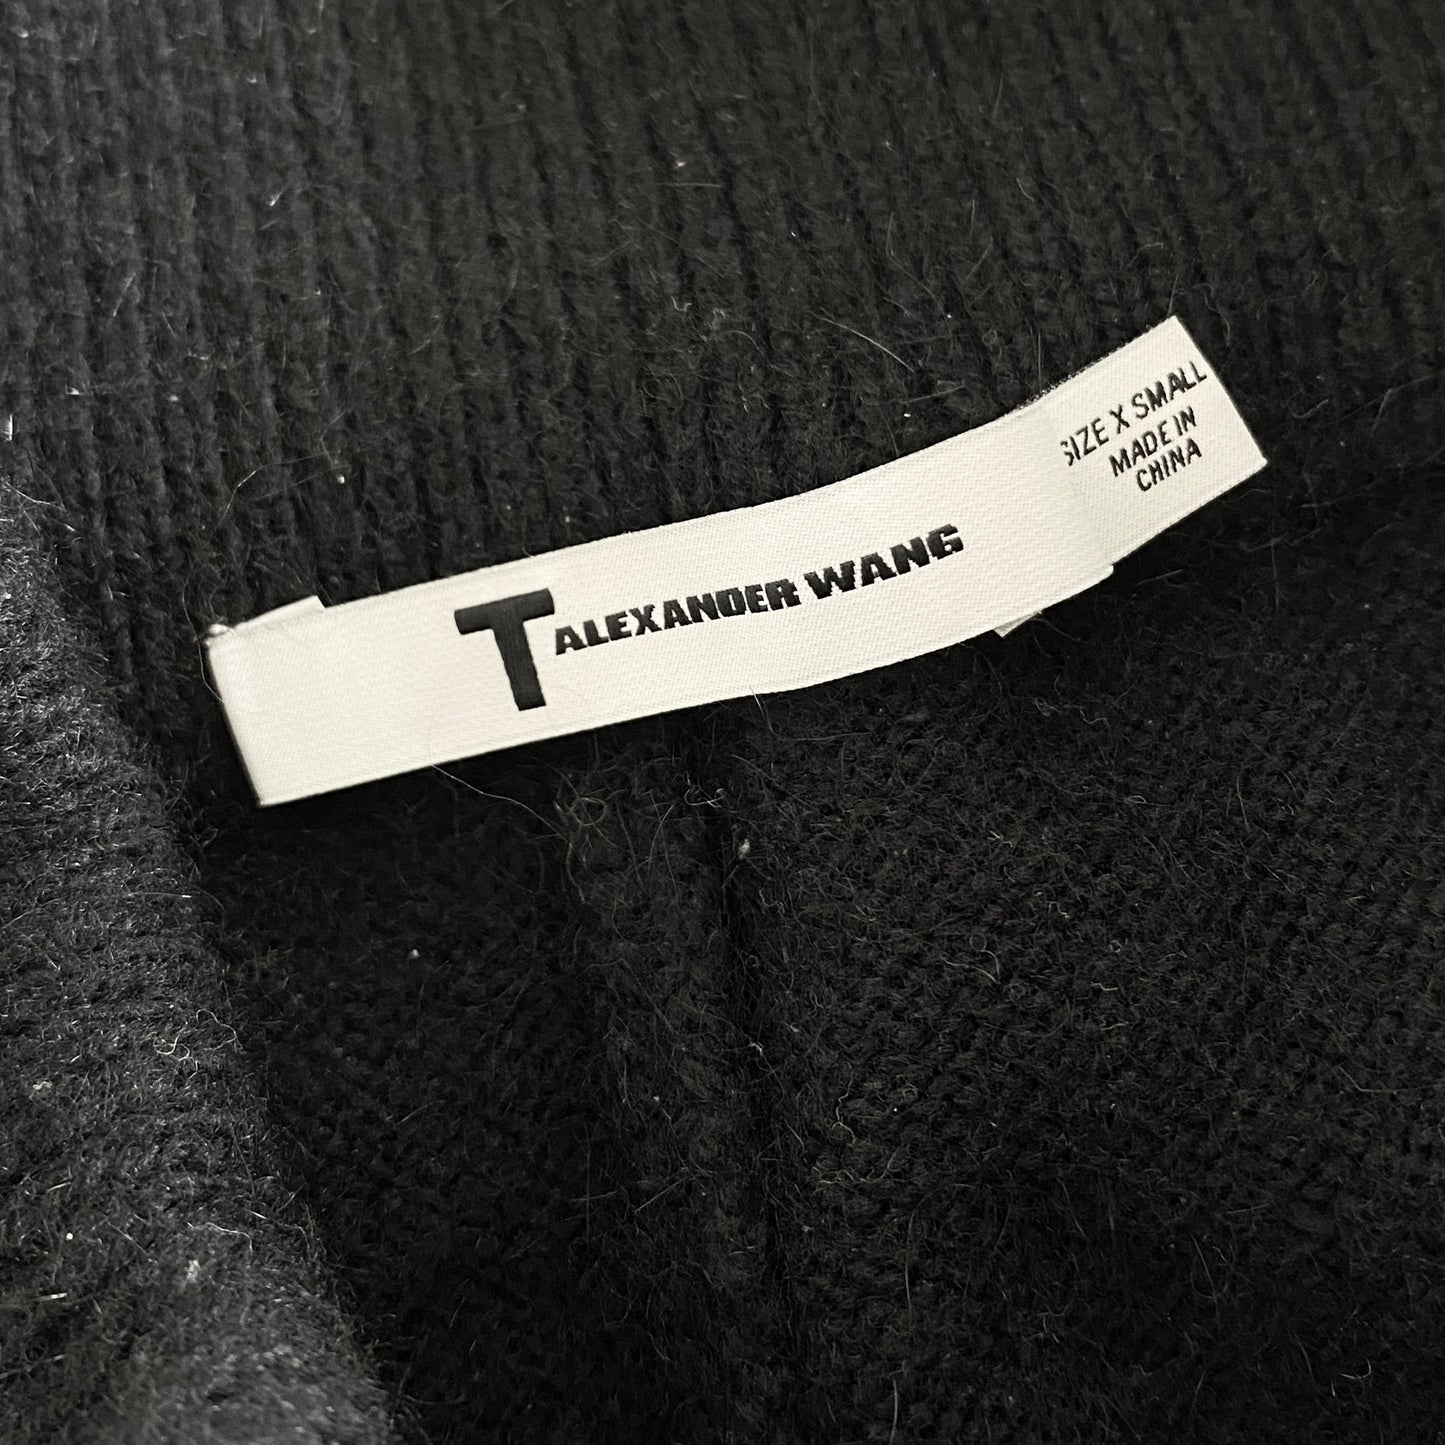 T ALEXANDER WANG
SIZE X SMALL
MADE IN
CHINA